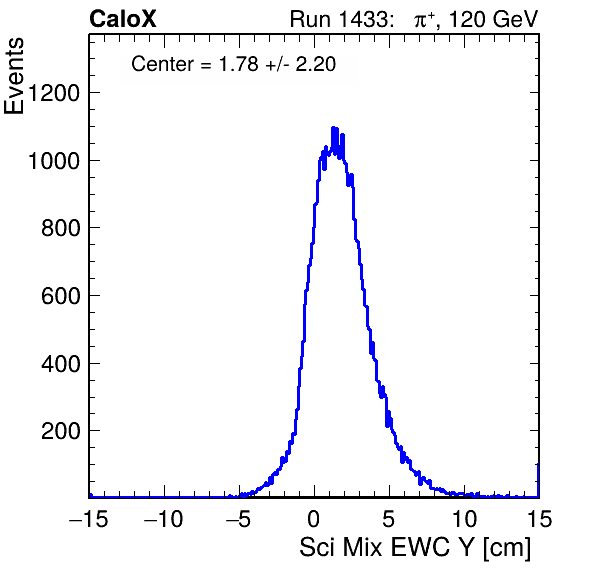 CaloX Run 1433: π⁺, 120 GeV
Center = 1.78 +/- 2.20
Events
1200
1000
800
600
400
200
−15 −10 −5 0 5 10 15
Sci Mix EWC Y [cm]